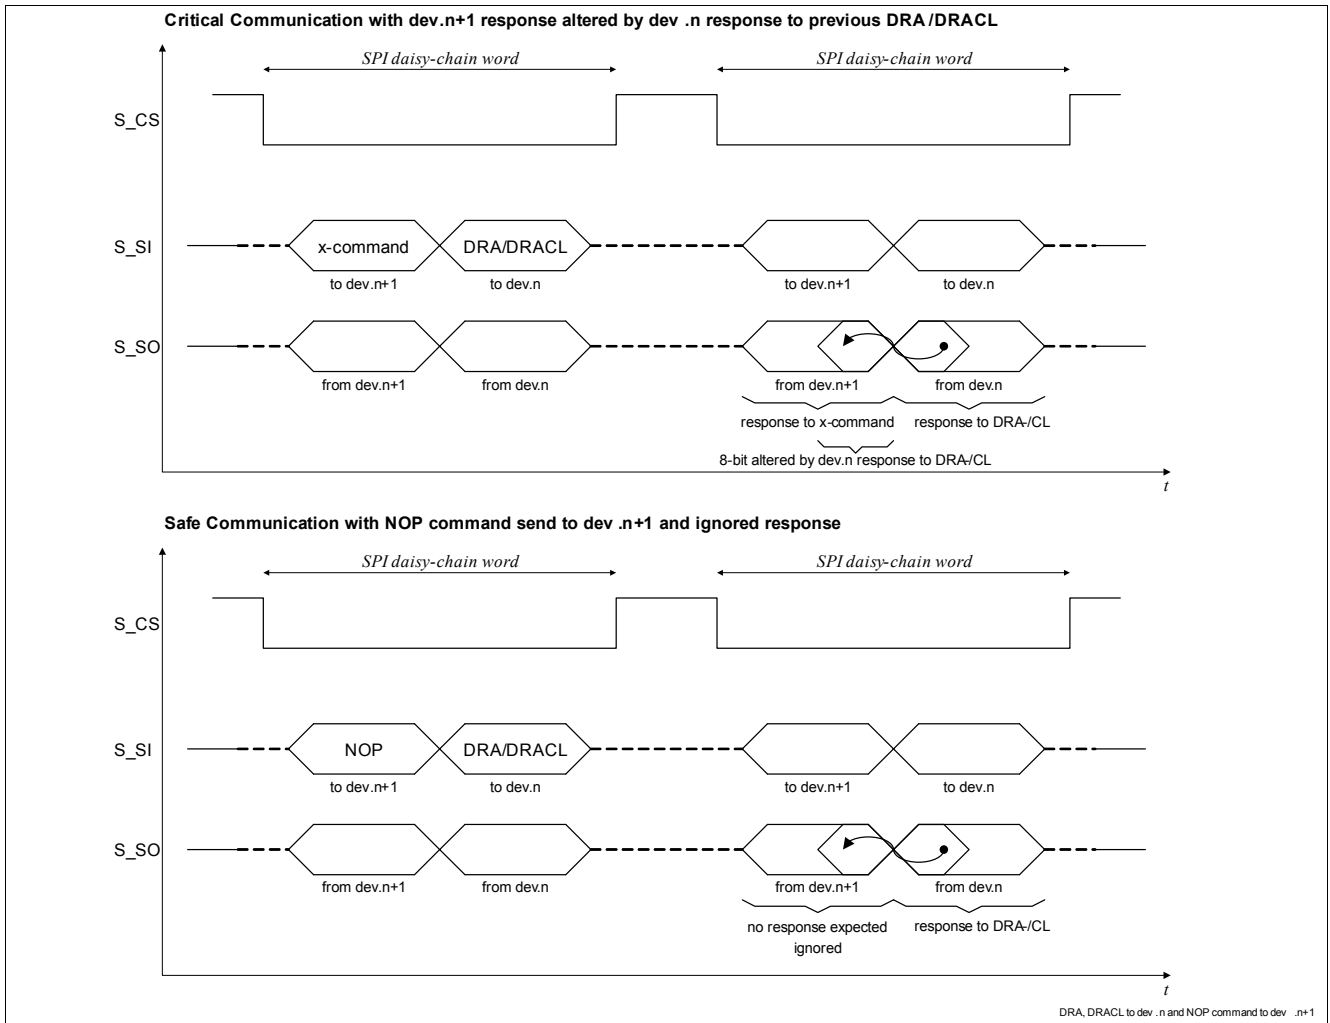 Critical Communication with dev.n+1 response altered by dev .n response to previous DRA/DRACL
SPI daisy-chain word SPI daisy-chain word
S_CS
S_SI x-command DRA/DRACL
to dev.n+1 to dev.n to dev.n+1 to dev.n
S_SO
from dev.n+1 from dev.n from dev.n+1 from dev.n
response to x-command response to DRA-/CL
8-bit altered by dev.n response to DRA-/CL
t
Safe Communication with NOP command send to dev .n+1 and ignored response
SPI daisy-chain word SPI daisy-chain word
S_CS
S_SI NOP DRA/DRACL
to dev.n+1 to dev.n to dev.n+1 to dev.n
S_SO
from dev.n+1 from dev.n from dev.n+1 from dev.n
no response expected response to DRA-/CL
ignored
t
DRA, DRACL to dev .n and NOP command to dev .n+1